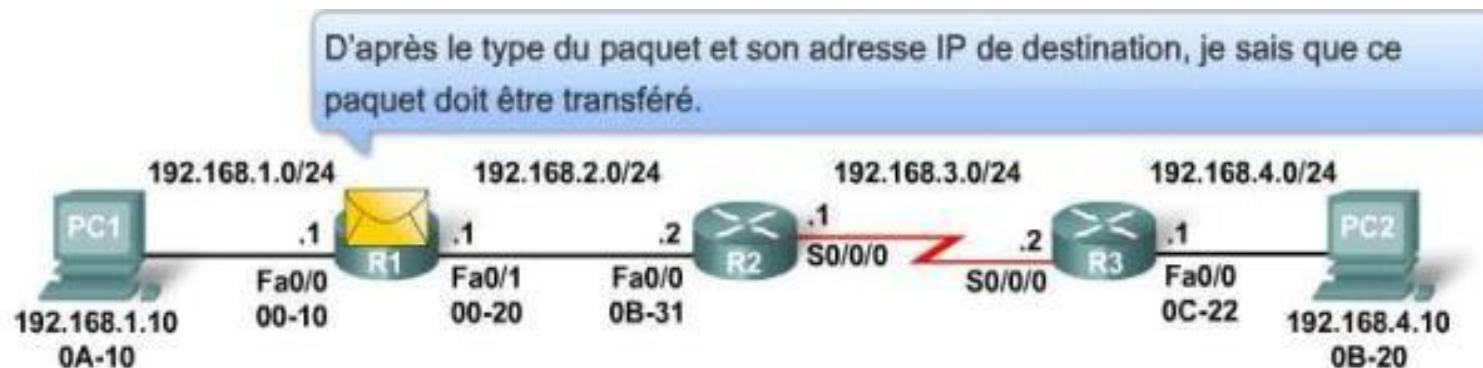 D'après le type du paquet et son adresse IP de destination, je sais que ce
paquet doit être transféré.
192.168.1.0/24 192.168.2.0/24 192.168.3.0/24 192.168.4.0/24
PC1 .1 R1 .1 .2 R2 .1 .2 R3 .1 PC2
Fa0/0 Fa0/1 Fa0/0 S0/0/0 S0/0/0 Fa0/0
192.168.1.10 00-10 00-20 0B-31 0C-22 192.168.4.10
0A-10 0B-20